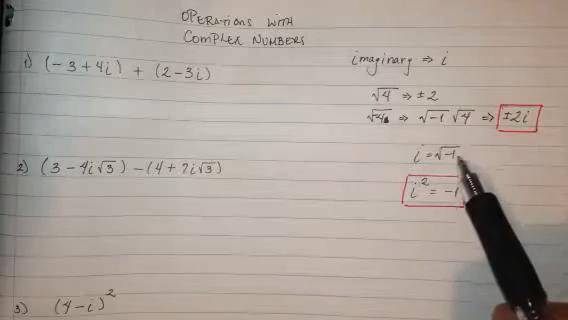 OPERATIONS WITH
COMPLEX NUMBERS
1) (-3+4i) + (2-3i)
imaginary ⇒ i
√4 ⇒ ±2
√-4 ⇒ √-1 √4 ⇒ ±2i
i = √-1
i² = -1
2) (3-4i√3) - (4+7i√3)
3) (4-i)²